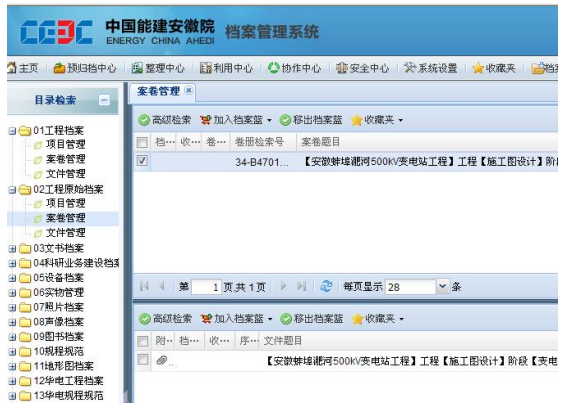 CEEC 中国能建安徽院 档案管理系统
ENERGY CHINA AHEDI
主页 预归档中心 整理中心 利用中心 协作中心 安全中心 系统设置 收藏夹 档案
目录检索
案卷管理
高级检索 加入档案篮 移出档案篮 收藏夹
01工程档案
项目管理
案卷管理
文件管理
02工程原始档案
项目管理
案卷管理
文件管理
03文书档案
04科研业务建设档案
05设备档案
06实物管理
07照片档案
08声像档案
09图书档案
10规程规范
11地形图档案
12华电工程档案
13华电规程规范
档… 收… 卷… 卷册检索号 案卷题目
34-B4701... 【安徽蚌埠淝河500kV变电站工程】工程【施工图设计】阶段
第 1 页,共 1 页 每页显示 28 条
高级检索 加入档案篮 移出档案篮 收藏夹
附… 档… 收… 序… 文件题目
【安徽蚌埠淝河500kV变电站工程】工程【施工图设计】阶段【变电